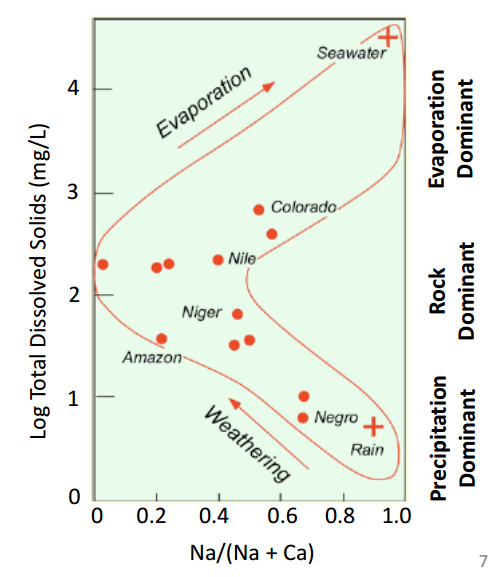 Log Total Dissolved Solids (mg/L)
4
3
2
1
0
Seawater
Evaporation
Colorado
Nile
Niger
Amazon
Negro
Rain
Weathering
0 0.2 0.4 0.6 0.8 1.0
Na/(Na + Ca)
Evaporation
Dominant
Rock
Dominant
Precipitation
Dominant
7